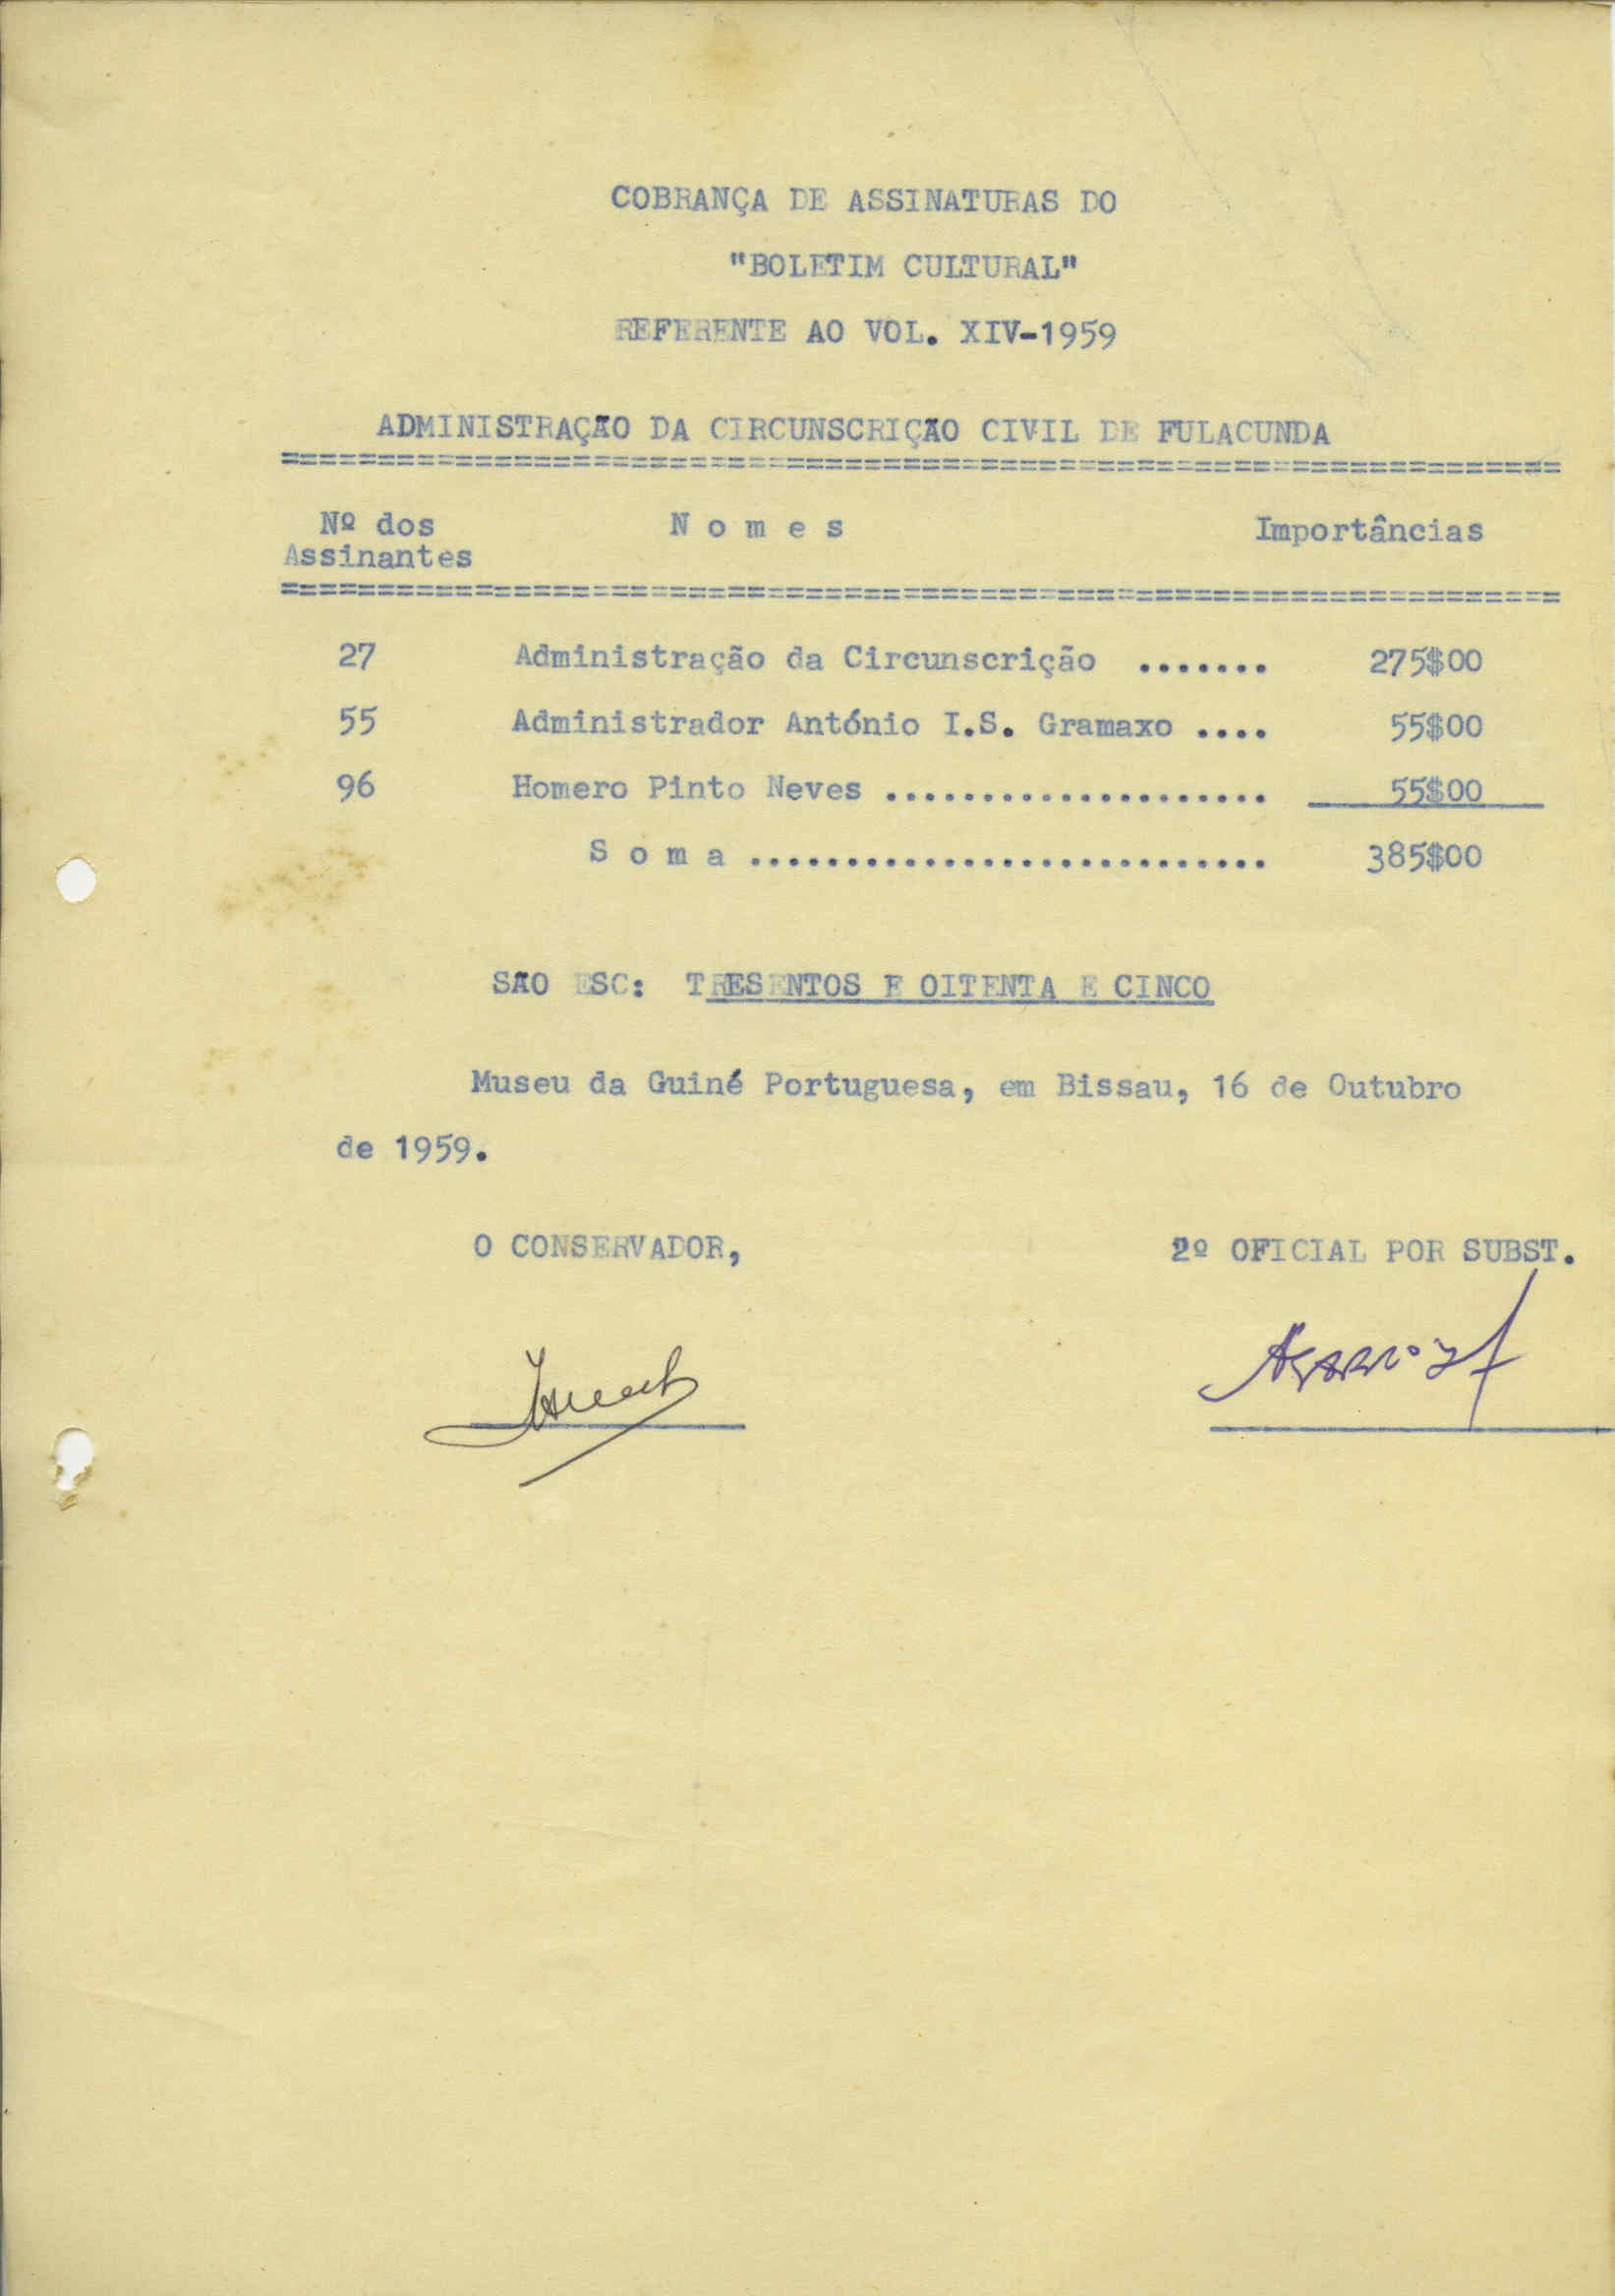 COBRANÇA DE ASSINATURAS DO
"BOLETIM CULTURAL"
REFERENTE AO VOL. XIV-1959
ADMINISTRAÇÃO DA CIRCUNSCRIÇÃO CIVIL DE FULACUNDA
Nº dos Assinantes N o m e s Importâncias
27 Administração da Circunscrição ....... 275$00
55 Administrador António I.S. Gramaxo .... 55$00
96 Homero Pinto Neves .................... 55$00
S o m a ........................... 385$00
SÃO ESC: TRESENTOS E OITENTA E CINCO
Museu da Guiné Portuguesa, em Bissau, 16 de Outubro
de 1959.
O CONSERVADOR, 2º OFICIAL POR SUBST.